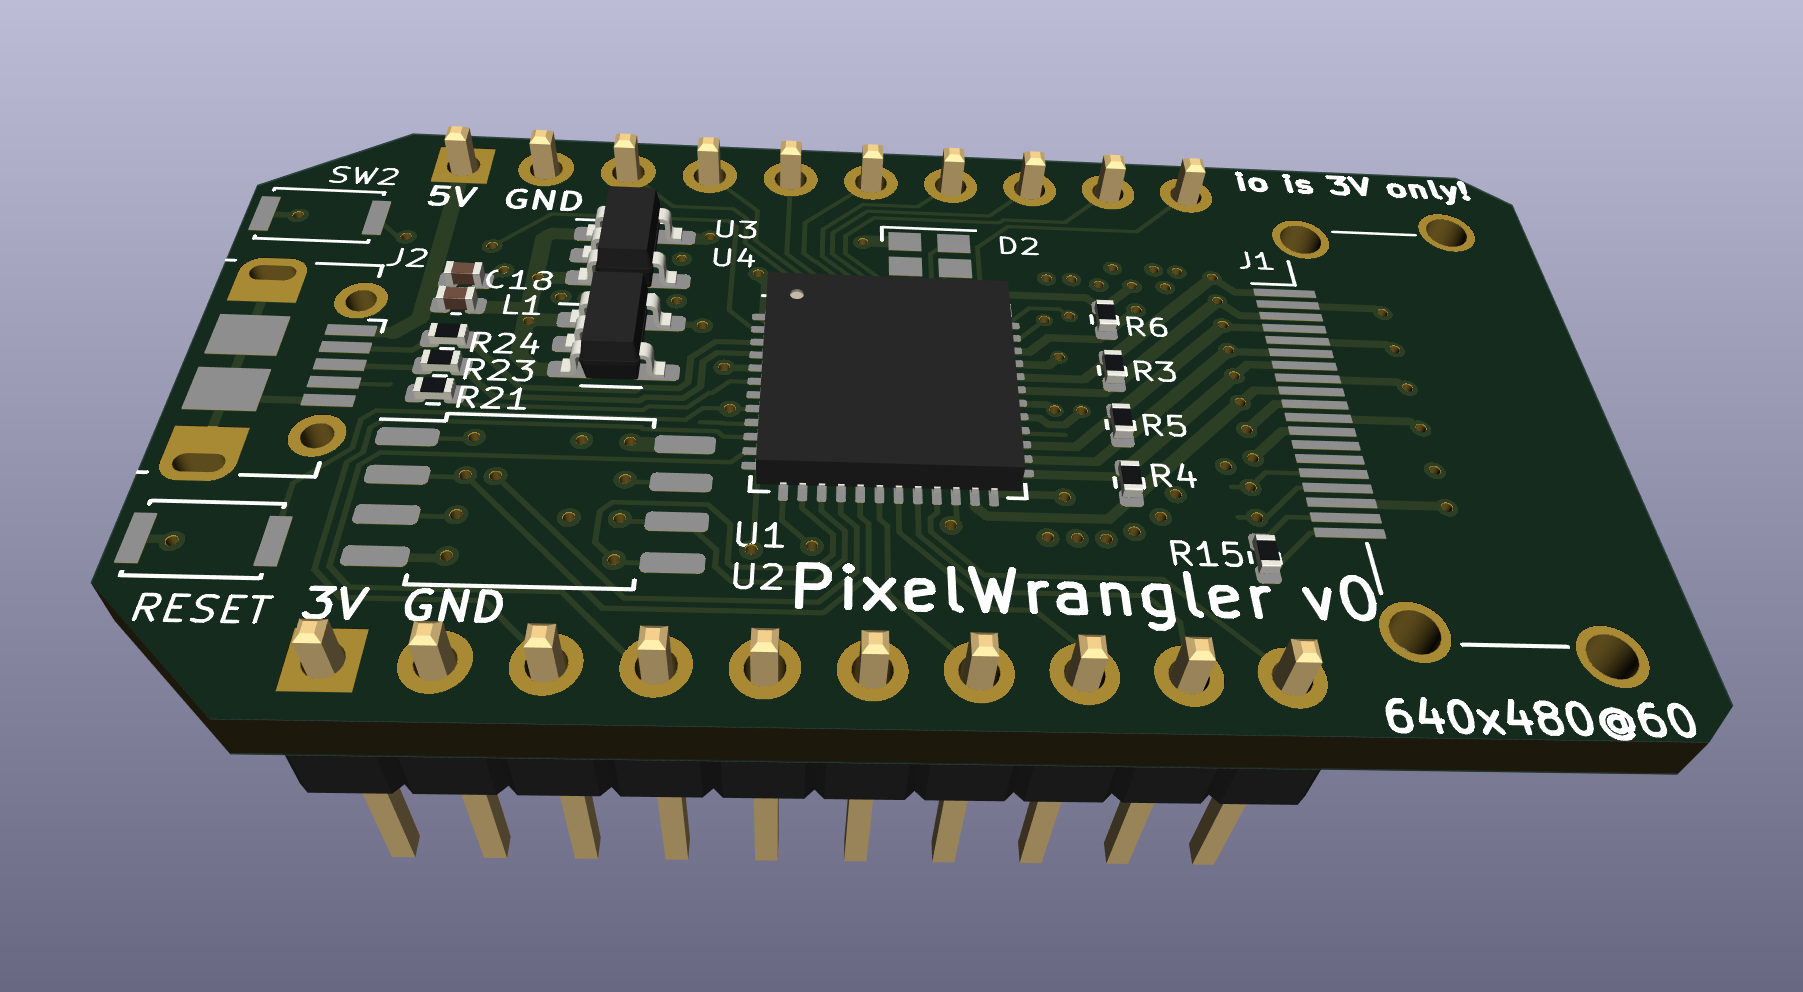 SW2
5V GND
io is 3V only!
U3
U4
D2
J2
J1
C18
L1
R24
R23
R21
R6
R3
R5
R4
R15
U1
U2
PixelWrangler v0
RESET
3V GND
640x480@60